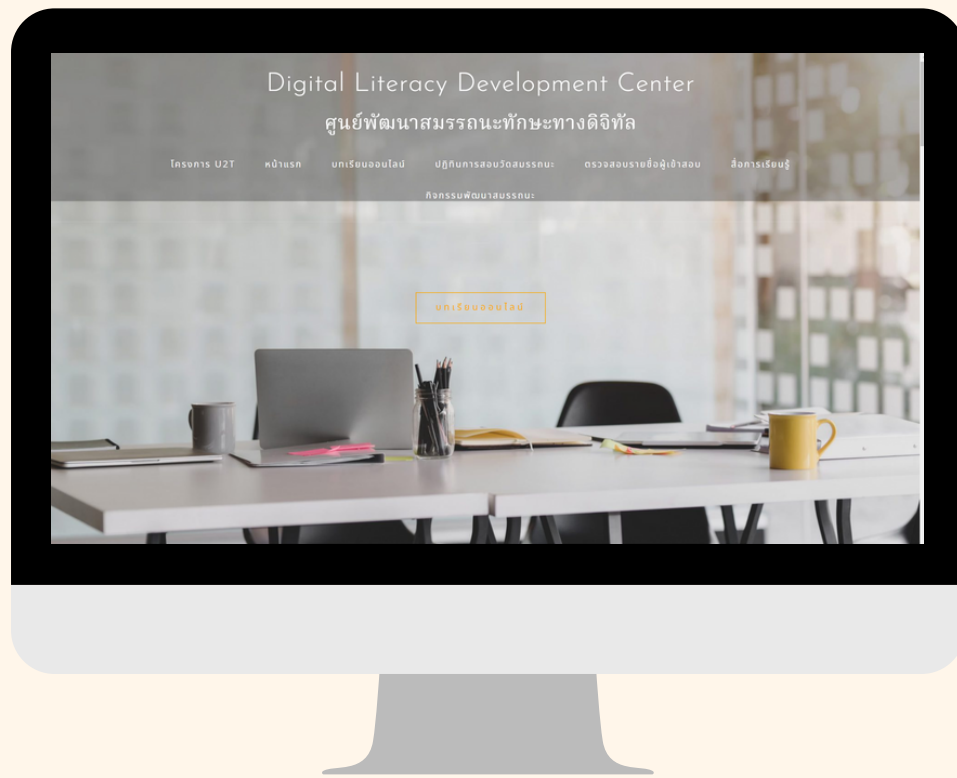 Digital Literacy Development Center
ศูนย์พัฒนาสมรรถนะทักษะทางดิจิทัล
โครงการ U2T หน้าแรก บทเรียนออนไลน์ ปฏิทินการสอบวัดสมรรถนะ ตรวจสอบรายชื่อผู้เข้าสอบ สื่อการเรียนรู้
กิจกรรมพัฒนาสมรรถนะ
บทเรียนออนไลน์